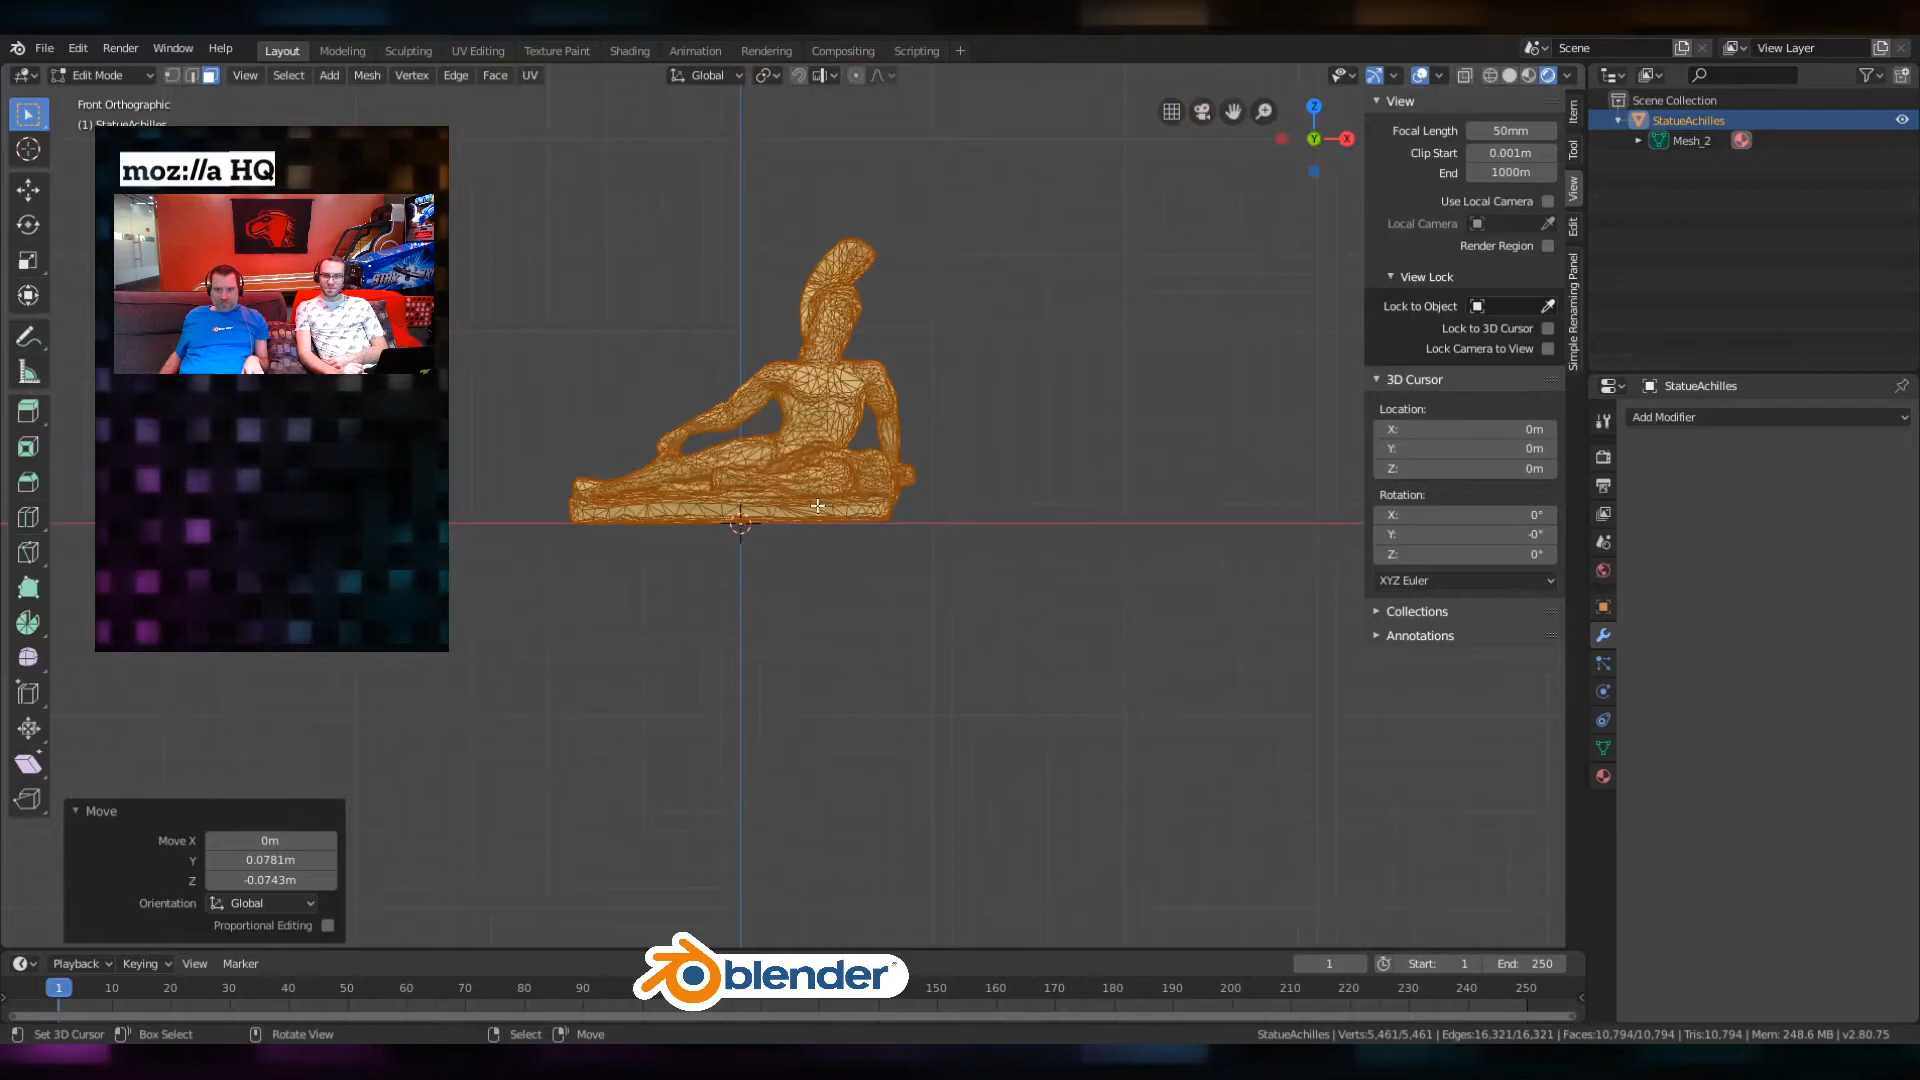 File Edit Render Window Help Layout Modeling Sculpting UV Editing Texture Paint Shading Animation Rendering Compositing Scripting + Scene View Layer
Edit Mode View Select Add Mesh Vertex Edge Face UV Global
Front Orthographic
(1) StatueAchilles
moz://a HQ
Z
Y
X
View
Focal Length 50mm
Clip Start 0.001m
End 1000m
Use Local Camera
Local Camera
Render Region
View Lock
Lock to Object
Lock to 3D Cursor
Lock Camera to View
3D Cursor
Location:
X: 0m
Y: 0m
Z: 0m
Rotation:
X: 0°
Y: -0°
Z: 0°
XYZ Euler
Collections
Annotations
Item
Tool
View
Edit
Simple Renaming Panel
Scene Collection
StatueAchilles
Mesh_2
StatueAchilles
Add Modifier
Move
Move X 0m
Y 0.0781m
Z -0.0743m
Orientation Global
Proportional Editing
blender
Playback Keying View Marker 1 Start: 1 End: 250
1 10 20 30 40 50 60 70 80 90 150 160 170 180 190 200 210 220 230 240 250
Set 3D Cursor Box Select Rotate View Select Move StatueAchilles | Verts:5,461/5,461 | Edges:16,321/16,321 | Faces:10,794/10,794 | Tris:10,794 | Mem: 248.6 MB | v2.80.75